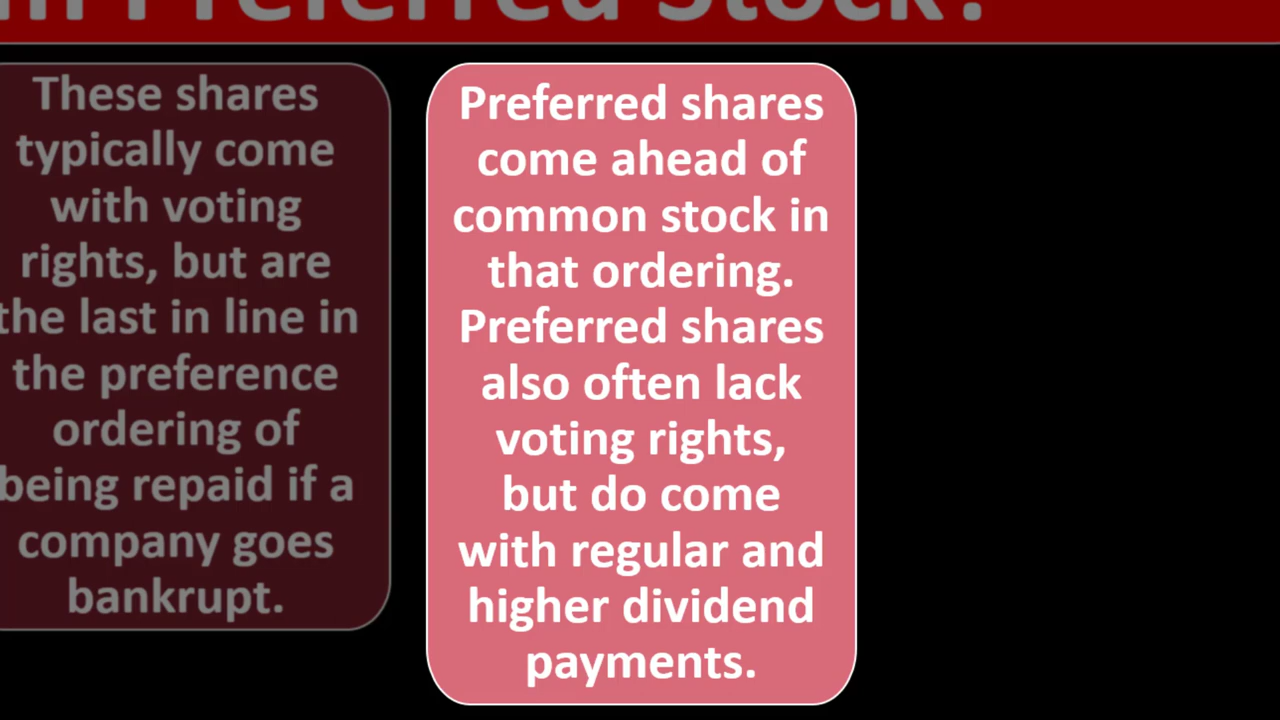 Preferred Stock?
These shares
typically come
with voting
rights, but are
the last in line in
the preference
ordering of
being repaid if a
company goes
bankrupt.
Preferred shares
come ahead of
common stock in
that ordering.
Preferred shares
also often lack
voting rights,
but do come
with regular and
higher dividend
payments.